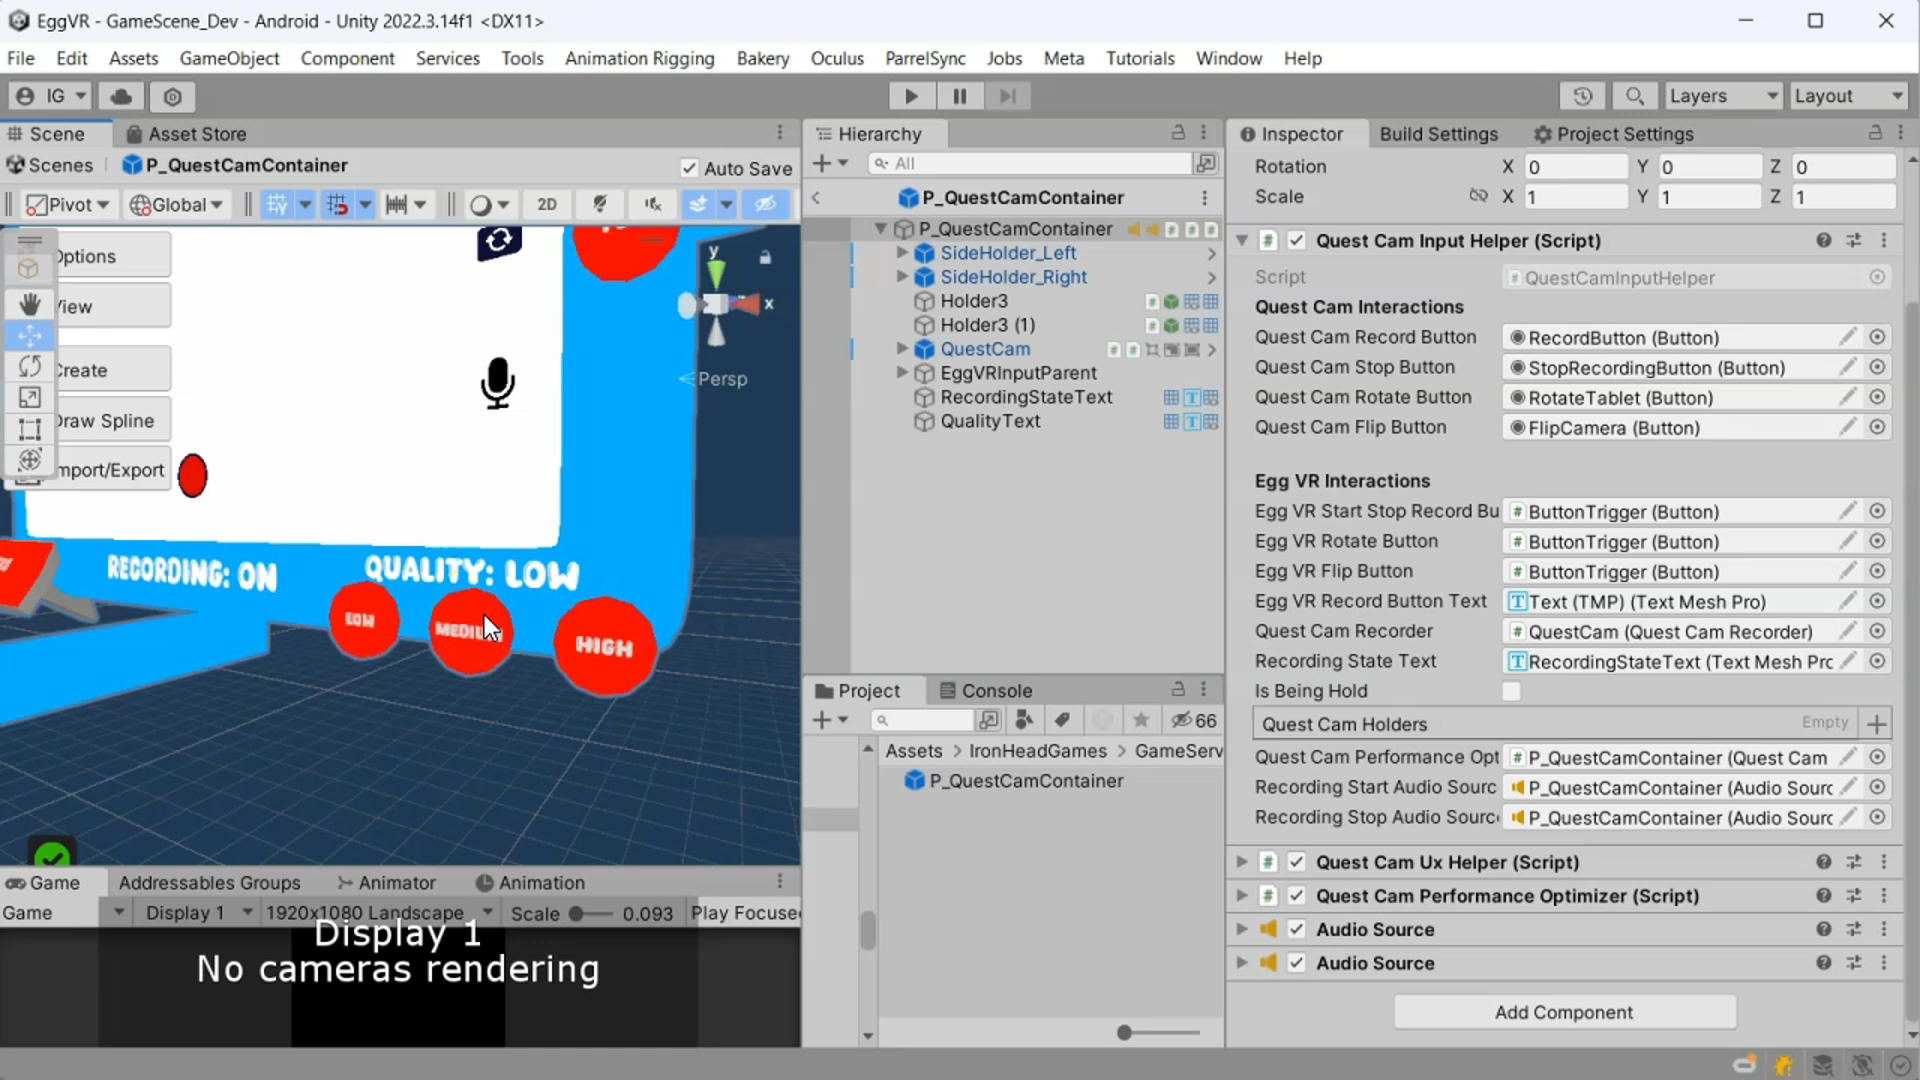 EggVR - GameScene_Dev - Android - Unity 2022.3.14f1 <DX11>
File Edit Assets GameObject Component Services Tools Animation Rigging Bakery Oculus ParrelSync Jobs Meta Tutorials Window Help
IG Layers Layout
Scene Asset Store
Scenes P_QuestCamContainer Auto Save
Pivot Global 2D
Options
View
Create
Draw Spline
Import/Export
y
x
Persp
RECORDING: ON QUALITY: LOW
LOW HIGH
Hierarchy
All
P_QuestCamContainer
P_QuestCamContainer
SideHolder_Left
SideHolder_Right
Holder3
Holder3 (1)
QuestCam
EggVRInputParent
RecordingStateText
QualityText
Project Console
66
Assets > IronHeadGames > GameServ
P_QuestCamContainer
Inspector Build Settings Project Settings
Rotation X 0 Y 0 Z 0
Scale X 1 Y 1 Z 1
Quest Cam Input Helper (Script)
Script QuestCamInputHelper
Quest Cam Interactions
Quest Cam Record Button RecordButton (Button)
Quest Cam Stop Button StopRecordingButton (Button)
Quest Cam Rotate Button RotateTablet (Button)
Quest Cam Flip Button FlipCamera (Button)
Egg VR Interactions
Egg VR Start Stop Record Bu ButtonTrigger (Button)
Egg VR Rotate Button ButtonTrigger (Button)
Egg VR Flip Button ButtonTrigger (Button)
Egg VR Record Button Text Text (TMP) (Text Mesh Pro)
Quest Cam Recorder QuestCam (Quest Cam Recorder)
Recording State Text RecordingStateText (Text Mesh Prc
Is Being Hold
Quest Cam Holders Empty
Quest Cam Performance Opt P_QuestCamContainer (Quest Cam
Recording Start Audio Sourc P_QuestCamContainer (Audio Sourc
Recording Stop Audio Source P_QuestCamContainer (Audio Sourc
Quest Cam Ux Helper (Script)
Quest Cam Performance Optimizer (Script)
Audio Source
Audio Source
Add Component
Game Addressables Groups Animator Animation
Game Display 1 1920x1080 Landscape Scale 0.093 Play Focused
Display 1
No cameras rendering